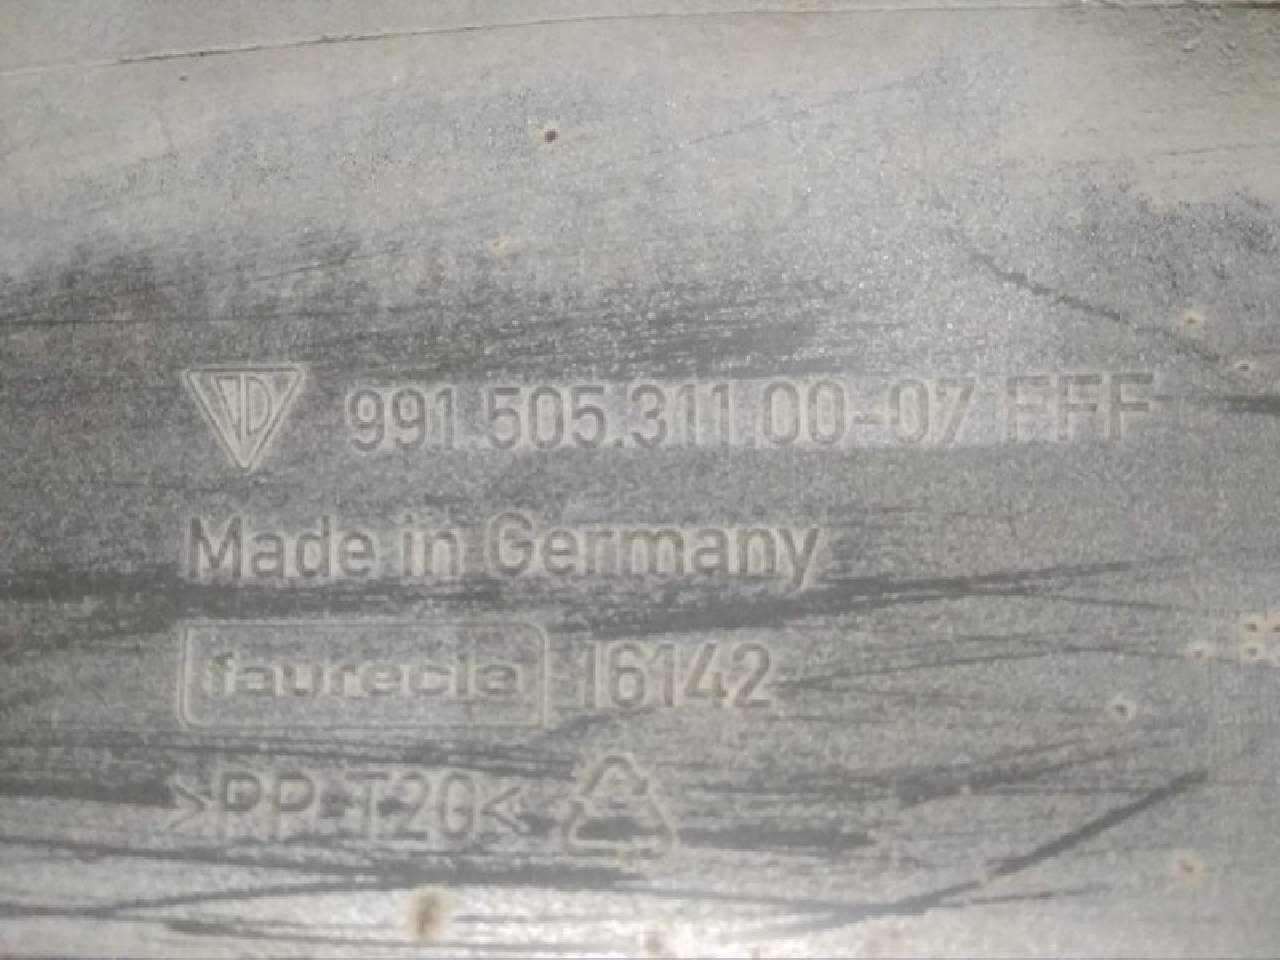 991.505.311.00-07 FFF
Made in Germany
faurecia 16142
>PP-T20<